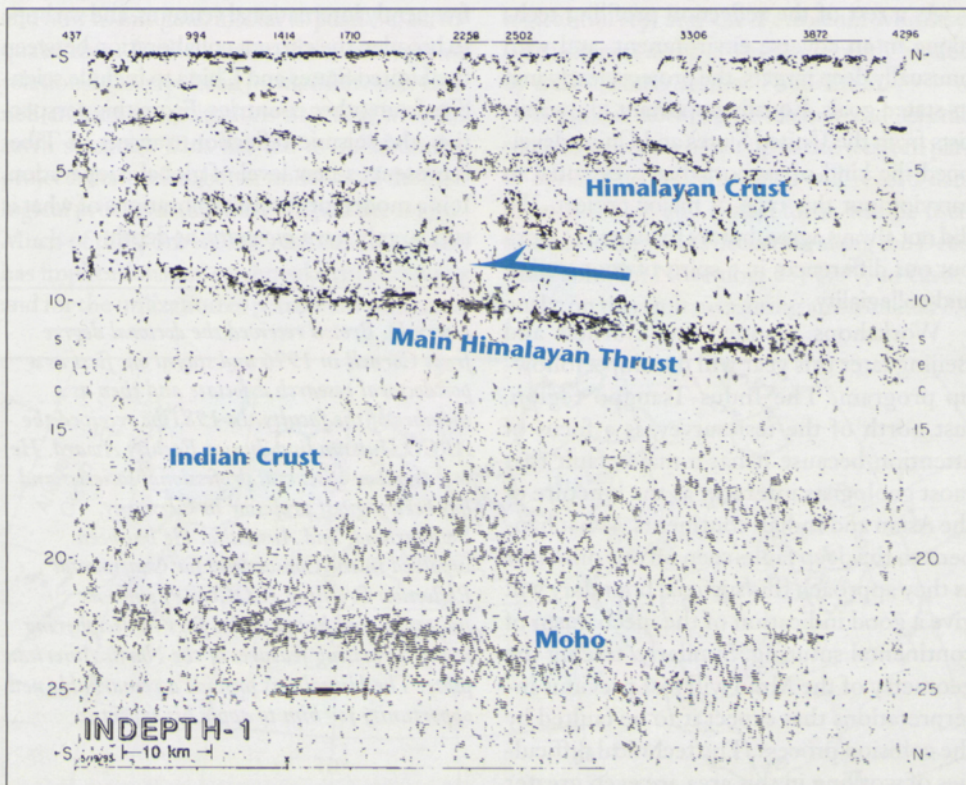 437 994 1414 2258 2502 3306 3872 4296
-S N-
5 5
Himalayan Crust
-10 -10
Main Himalayan Thrust
S S
E E
C C
S S
15 15
Indian Crust
20 20
Moho
-25 -25
INDEPTH-1
-S 10 km N-